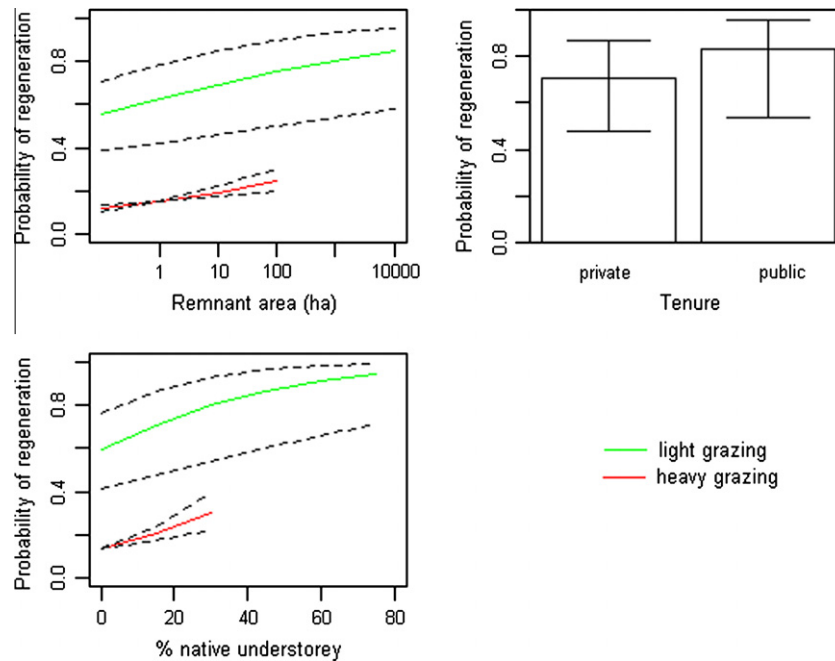 Probability of regeneration
0.0 0.4 0.8
1 10 100 10000
Remnant area (ha)
Probability of regeneration
0.0 0.4 0.8
private public
Tenure
Probability of regeneration
0.0 0.4 0.8
0 20 40 60 80
% native understorey
light grazing
heavy grazing